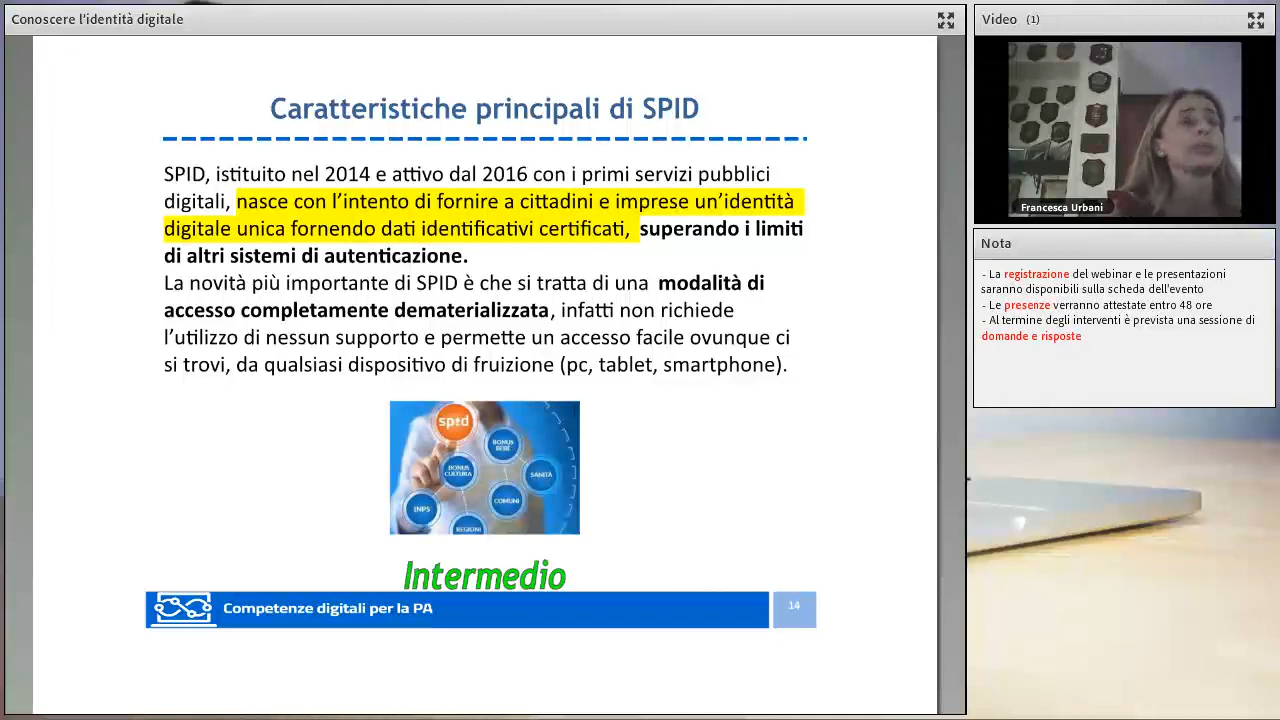 Conoscere l'identità digitale
Caratteristiche principali di SPID
SPID, istituito nel 2014 e attivo dal 2016 con i primi servizi pubblici
digitali, nasce con l’intento di fornire a cittadini e imprese un’identità
digitale unica fornendo dati identificativi certificati, superando i limiti
di altri sistemi di autenticazione.
La novità più importante di SPID è che si tratta di una modalità di
accesso completamente dematerializzata, infatti non richiede
l’utilizzo di nessun supporto e permette un accesso facile ovunque ci
si trovi, da qualsiasi dispositivo di fruizione (pc, tablet, smartphone).
spid
BONUS
BEBÈ
BONUS
CULTURA
SANITÀ
COMUNI
INPS
REGIONI
Intermedio
Competenze digitali per la PA
14
Video (1)
Francesca Urbani
Nota
- La registrazione del webinar e le presentazioni
saranno disponibili sulla scheda dell'evento
- Le presenze verranno attestate entro 48 ore
- Al termine degli interventi è prevista una sessione di
domande e risposte